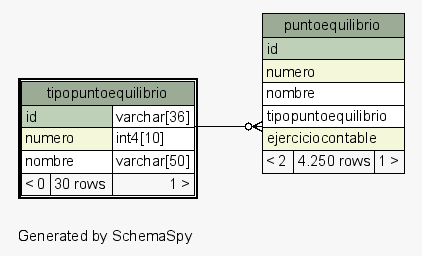 puntoequilibrio
id
numero
nombre
tipopuntoequilibrio
ejerciciocontable
< 2 4.250 rows 1 >
tipopuntoequilibrio
id varchar[36]
numero int4[10]
nombre varchar[50]
< 0 30 rows 1 >
Generated by SchemaSpy